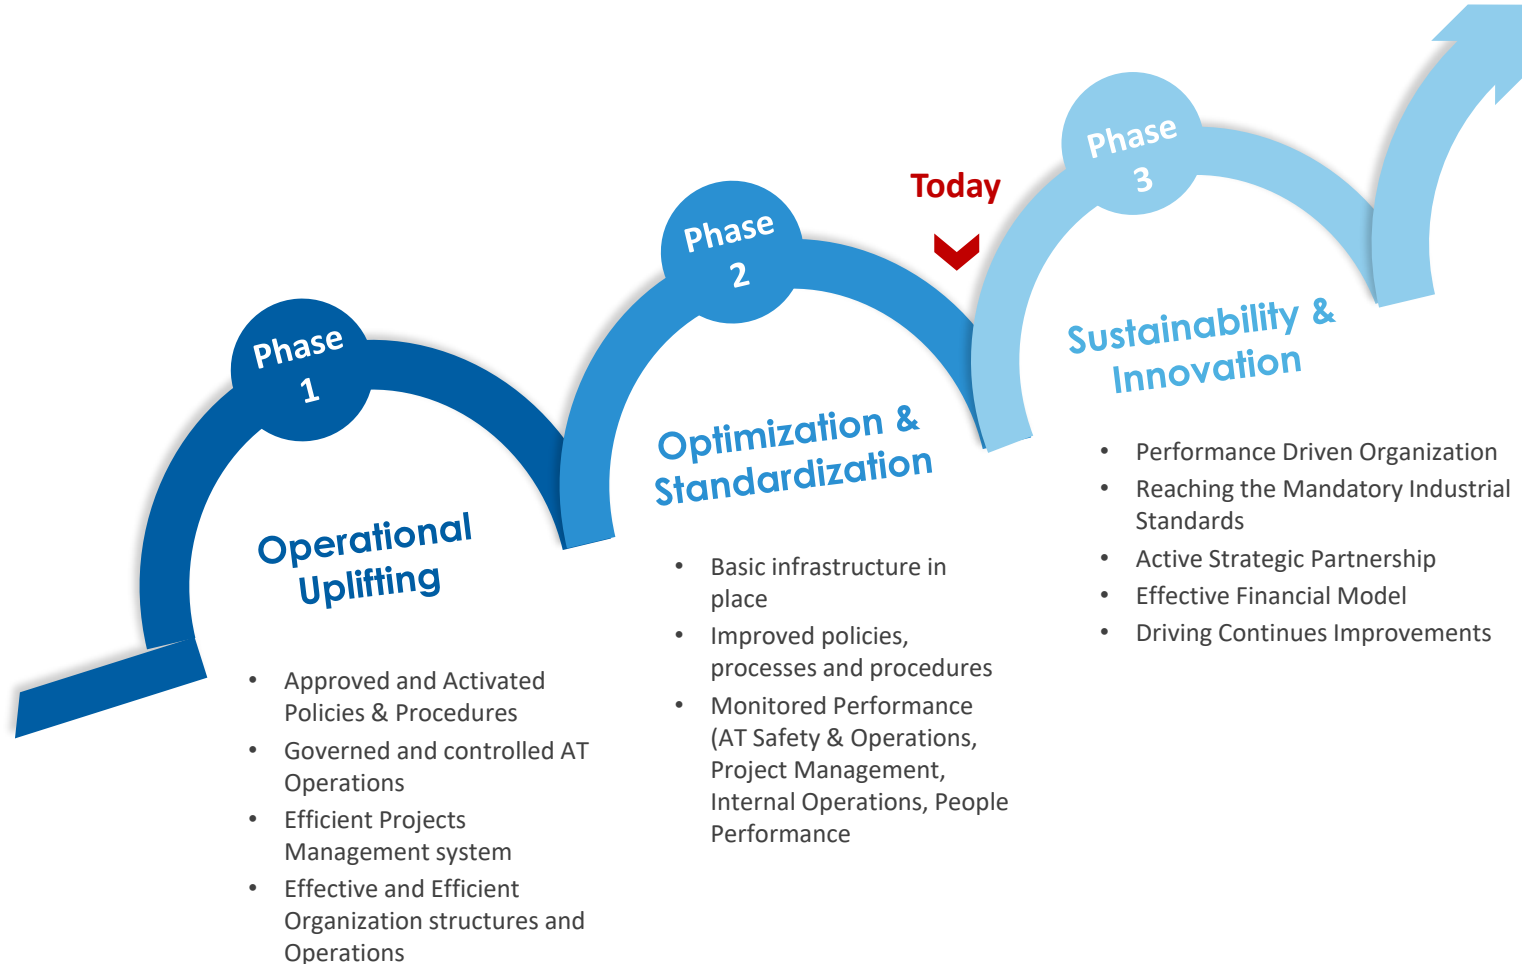 Phase
1
Operational
Uplifting
• Approved and Activated
Policies & Procedures
• Governed and controlled AT
Operations
• Efficient Projects
Management system
• Effective and Efficient
Organization structures and
Operations
Phase
2
Optimization &
Standardization
• Basic infrastructure in
place
• Improved policies,
processes and procedures
• Monitored Performance
(AT Safety & Operations,
Project Management,
Internal Operations, People
Performance
Today
Phase
3
Sustainability &
Innovation
• Performance Driven Organization
• Reaching the Mandatory Industrial
Standards
• Active Strategic Partnership
• Effective Financial Model
• Driving Continues Improvements